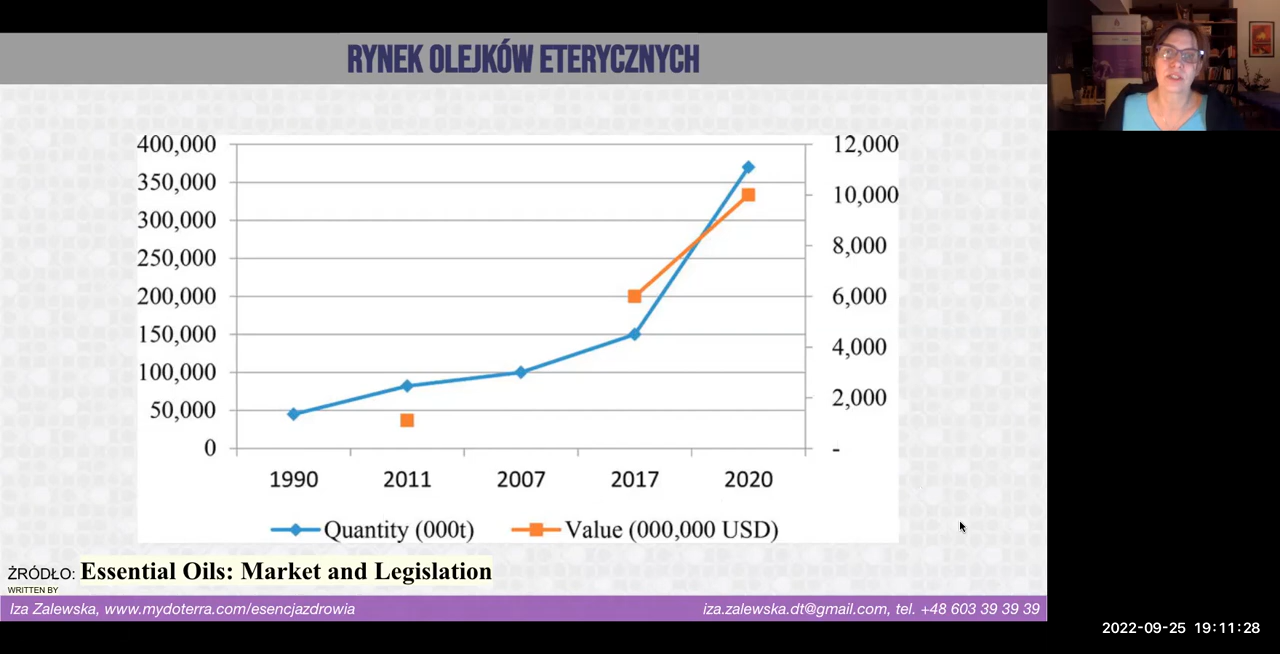 RYNEK OLEJKÓW ETERYCZNYCH
400,000
350,000
300,000
250,000
200,000
150,000
100,000
50,000
0
12,000
10,000
8,000
6,000
4,000
2,000
-
1990 2011 2007 2017 2020
Quantity (000t) Value (000,000 USD)
ŹRÓDŁO: Essential Oils: Market and Legislation
WRITTEN BY
Iza Zalewska, www.mydoterra.com/esencjazdrowia iza.zalewska.dt@gmail.com, tel. +48 603 39 39 39
2022-09-25 19:11:28